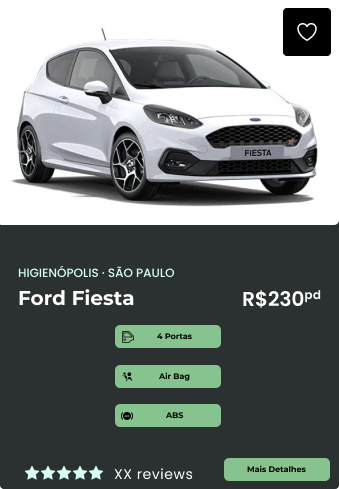 FIESTA
HIGIENÓPOLIS · SÃO PAULO
Ford Fiesta R$230pd
4 Portas
Air Bag
ABS
XX reviews Mais Detalhes